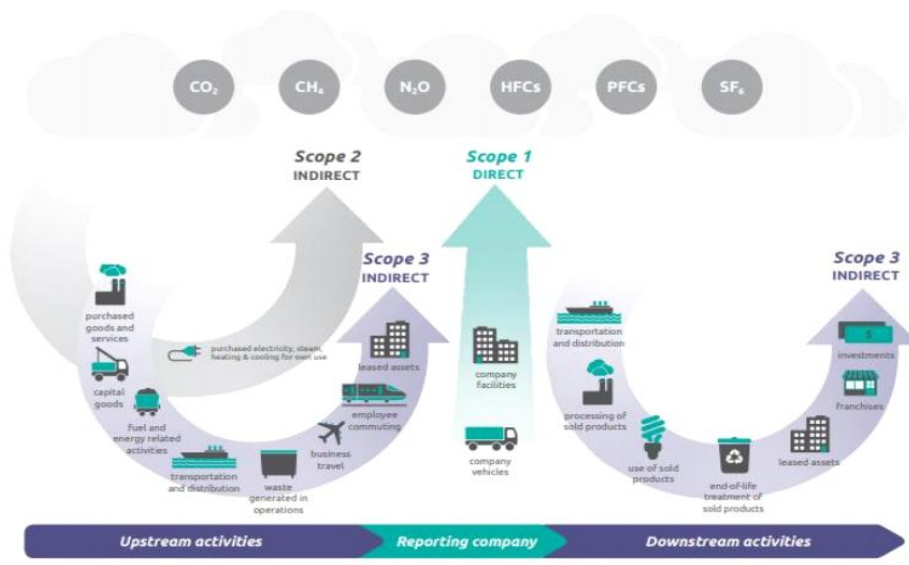 CO₂
CH₄
N₂O
HFCs
PFCs
SF₆
Scope 2
INDIRECT
Scope 1
DIRECT
Scope 3
INDIRECT
Scope 3
INDIRECT
purchased
goods and
services
capital
goods
fuel and
energy related
activities
transportation
and distribution
waste
generated in
operations
business
travel
employee
commuting
leased assets
purchased electricity, steam,
heating & cooling for own use
company
facilities
company
vehicles
transportation
and distribution
processing of
sold products
use of sold
products
end-of-life
treatment of
sold products
leased assets
franchises
investments
$
Upstream activities
Reporting company
Downstream activities